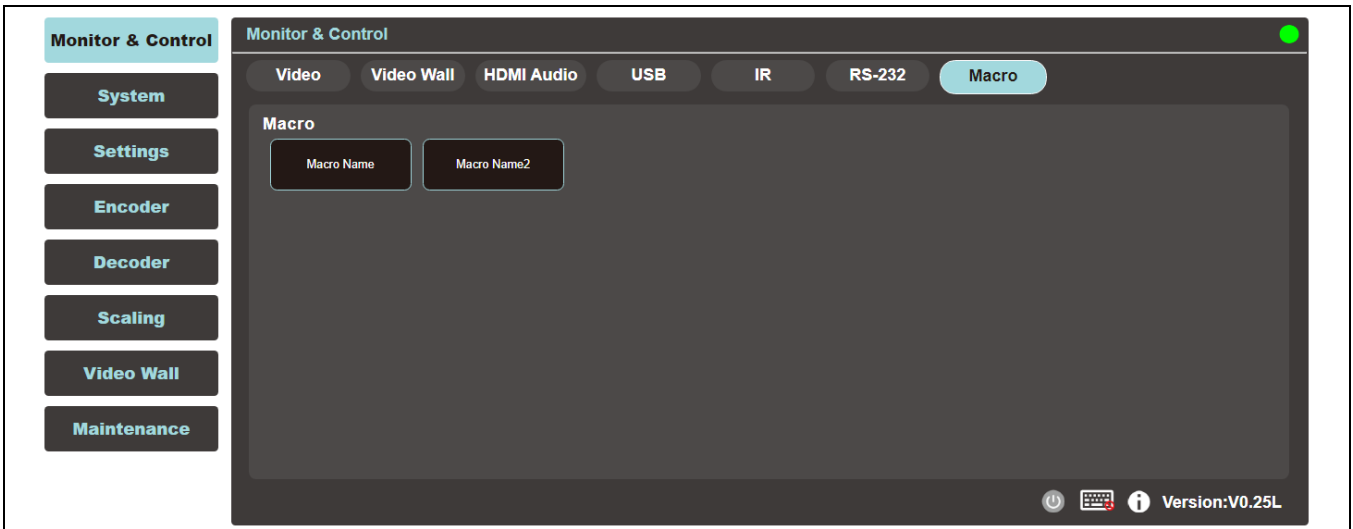 Monitor & Control
System
Settings
Encoder
Decoder
Scaling
Video Wall
Maintenance
Monitor & Control
Video Video Wall HDMI Audio USB IR RS-232 Macro
Macro
Macro Name Macro Name2
Version:V0.25L